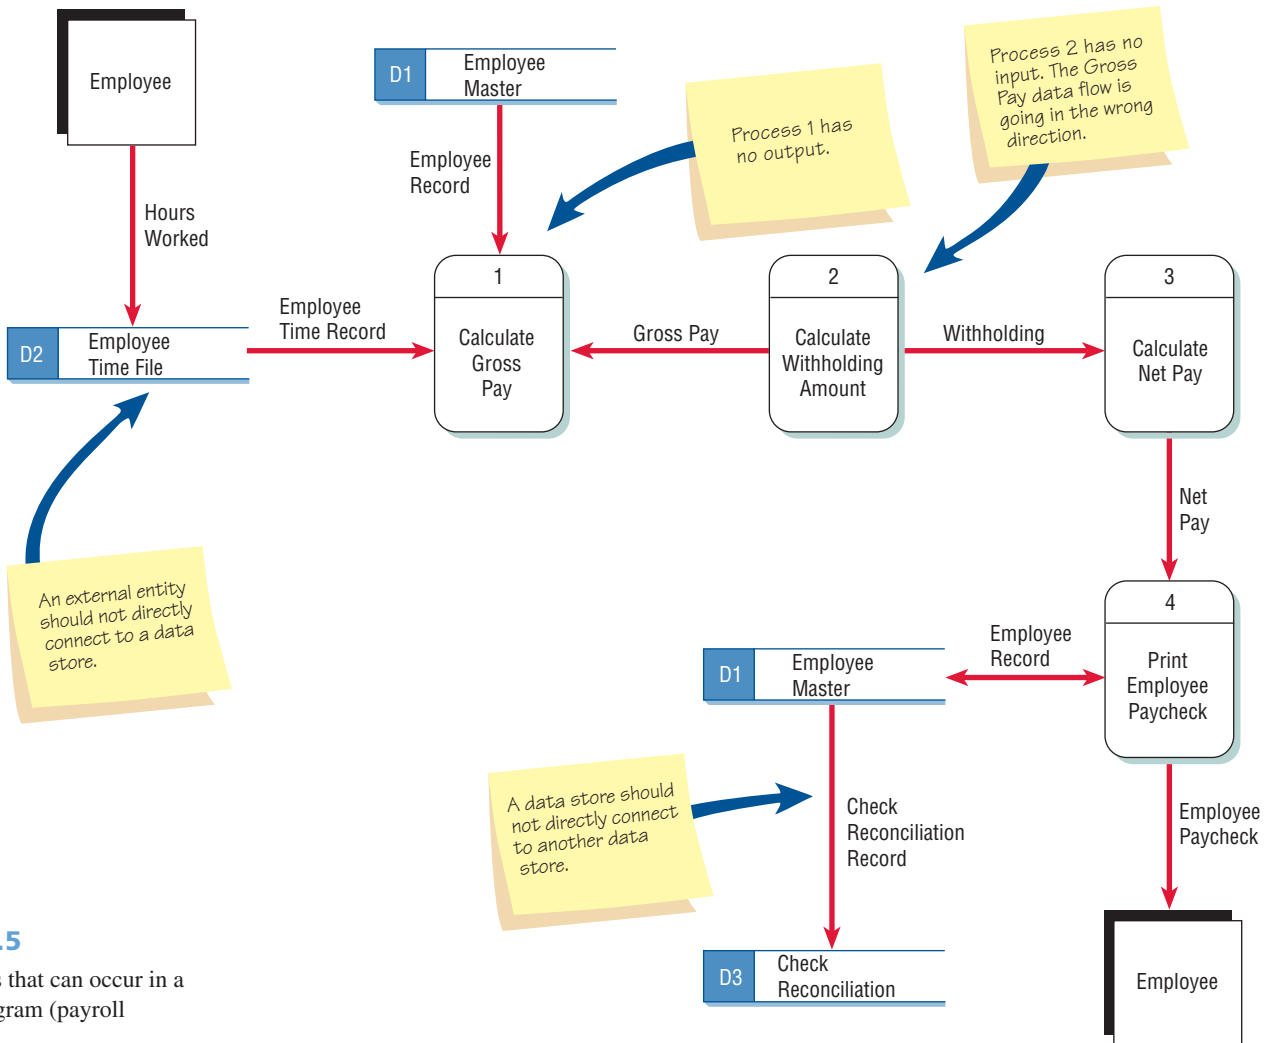 Employee
D1
Employee
Master
Process 1 has
no output.
Process 2 has no
input. The Gross
Pay data flow is
going in the wrong
direction.
Employee
Record
Hours
Worked
D2
Employee
Time File
Employee
Time Record
1
Calculate
Gross
Pay
Gross Pay
2
Calculate
Withholding
Amount
Withholding
3
Calculate
Net Pay
Net
Pay
An external entity
should not directly
connect to a data
store.
4
Print
Employee
Paycheck
Employee
Record
D1
Employee
Master
A data store should
not directly connect
to another data
store.
Check
Reconciliation
Record
Employee
Paycheck
D3
Check
Reconciliation
Employee
.5
s that can occur in a
gram (payroll